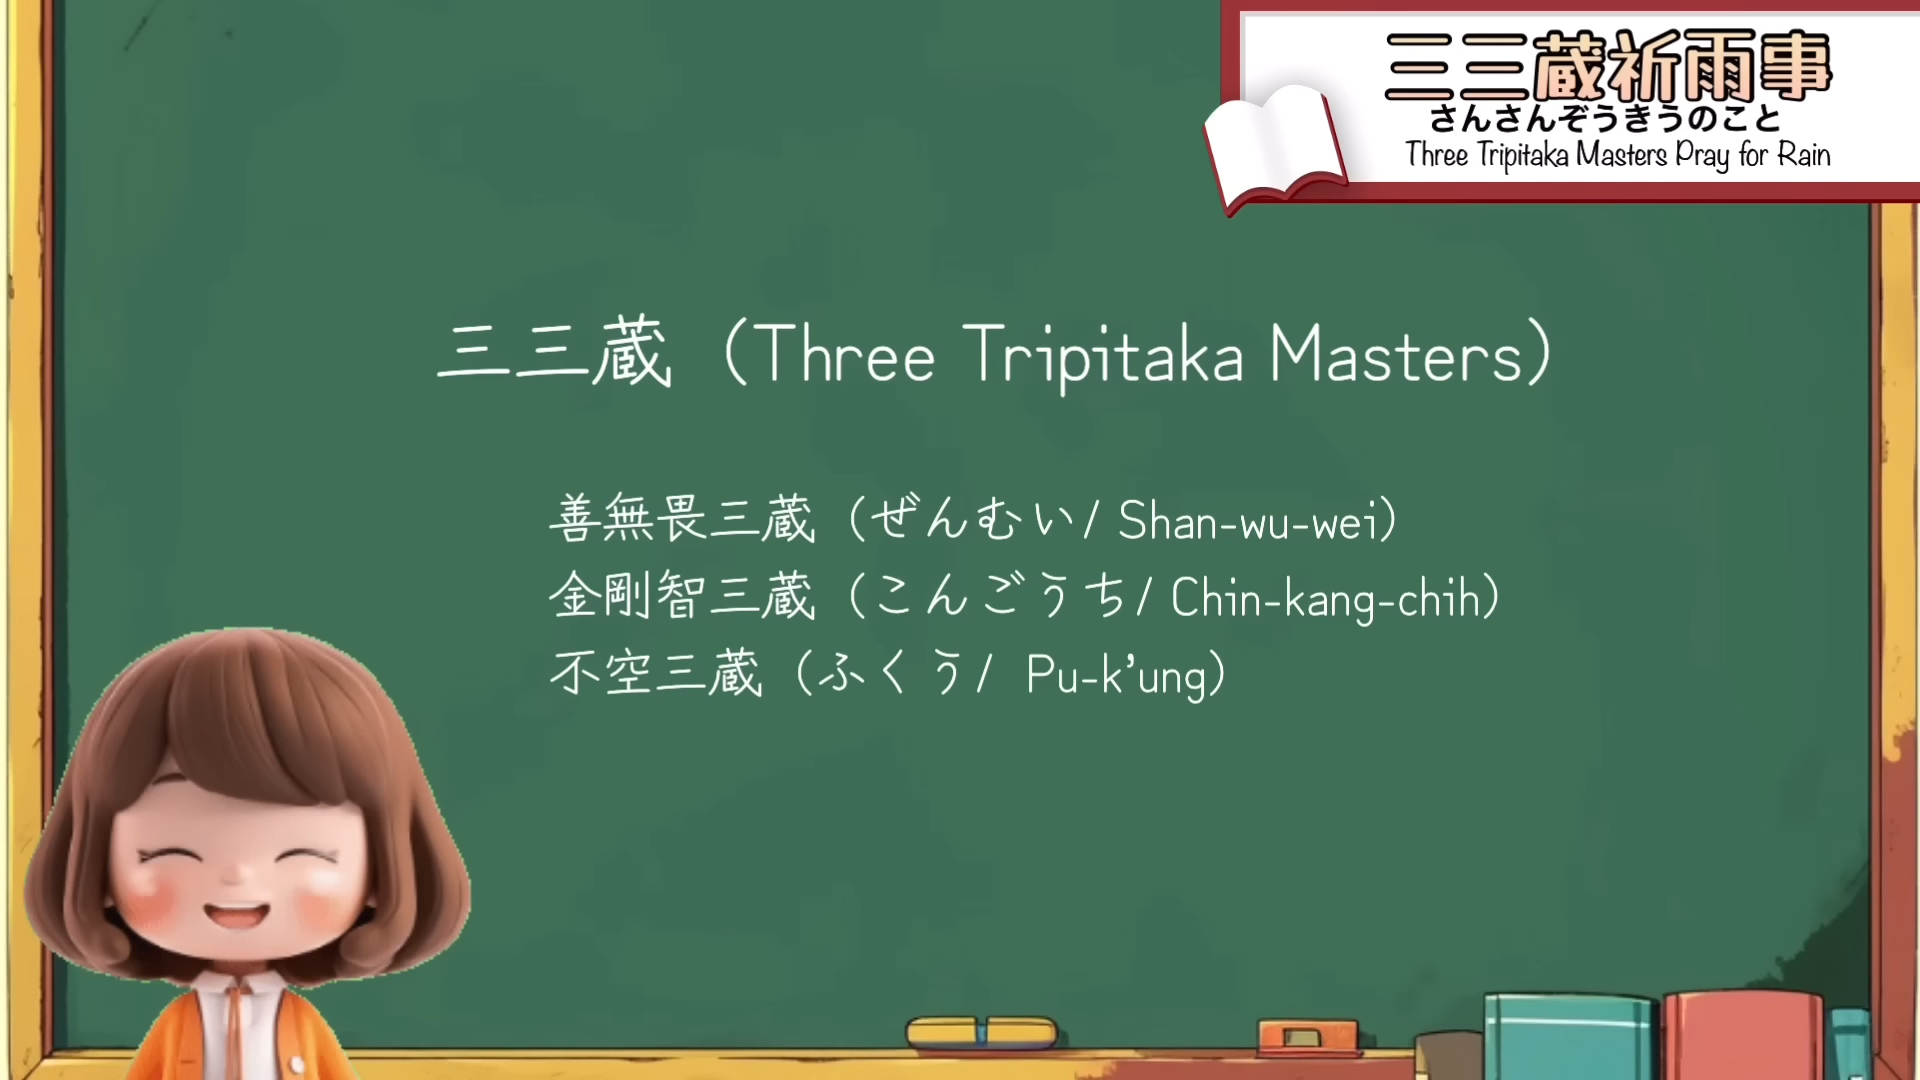 三三蔵祈雨事
さんさんぞうきうのこと
Three Tripitaka Masters Pray for Rain
三三蔵（Three Tripitaka Masters）
善無畏三蔵（ぜんむい/ Shan-wu-wei）
金剛智三蔵（こんごうち/ Chin-kang-chih）
不空三蔵（ふくう/ Pu-k’ung）